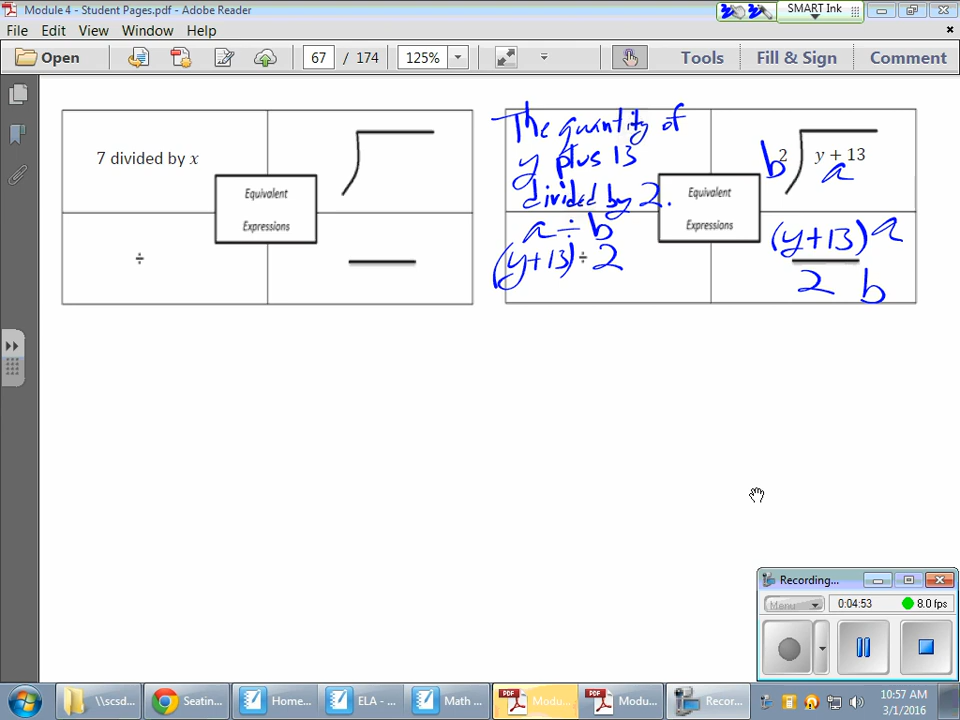 Module 4 - Student Pages.pdf - Adobe Reader
SMART Ink
File Edit View Window Help
Open 67 / 174 125% Tools Fill & Sign Comment
7 divided by x
Equivalent
Expressions
÷
The quantity of
y plus 13
divided by 2.
a ÷ b
(y+13) ÷ 2
b 2 y + 13
a
Equivalent
Expressions
(y+13) a
2 b
Recording...
Menu 0:04:53 8.0 fps
\\scsd... Seatin... Home... ELA - ... Math ... Modu... Modu... Recor...
10:57 AM
3/1/2016